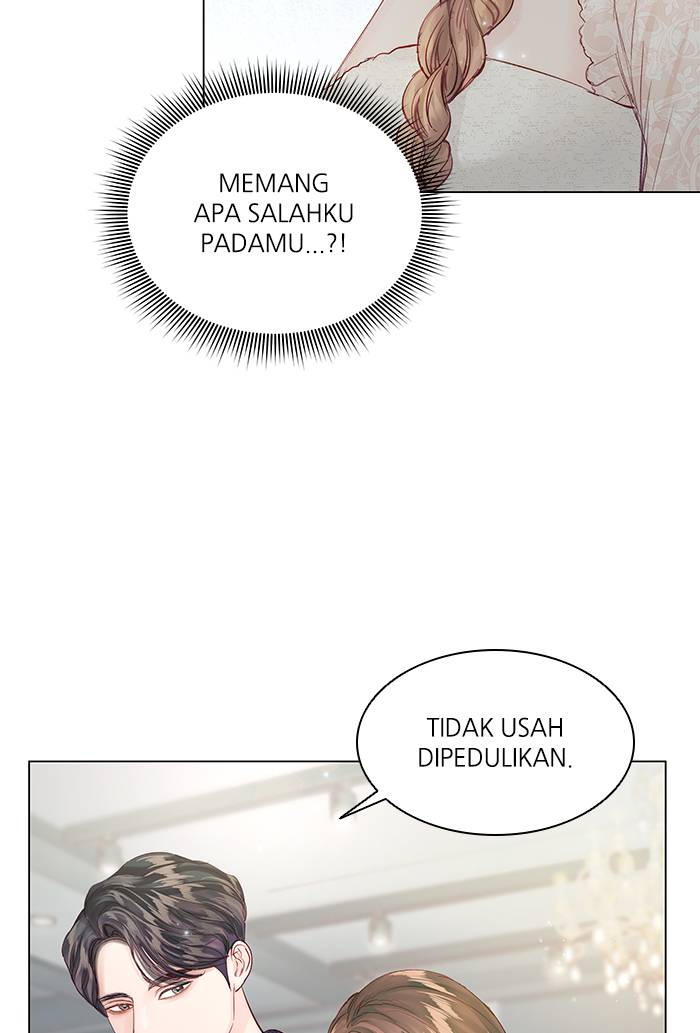 MEMANG
APA SALAHKU
PADAMU...?!
TIDAK USAH
DIPEDULIKAN.